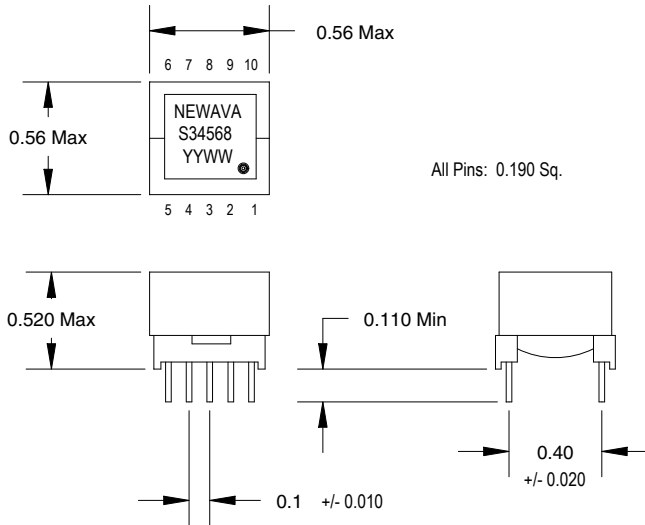 0.56 Max
6 7 8 9 10
0.56 Max
NEWAVA
S34568
YYWW
All Pins: 0.190 Sq.
5 4 3 2 1
0.520 Max
0.110 Min
0.40
+/- 0.020
0.1 +/- 0.010